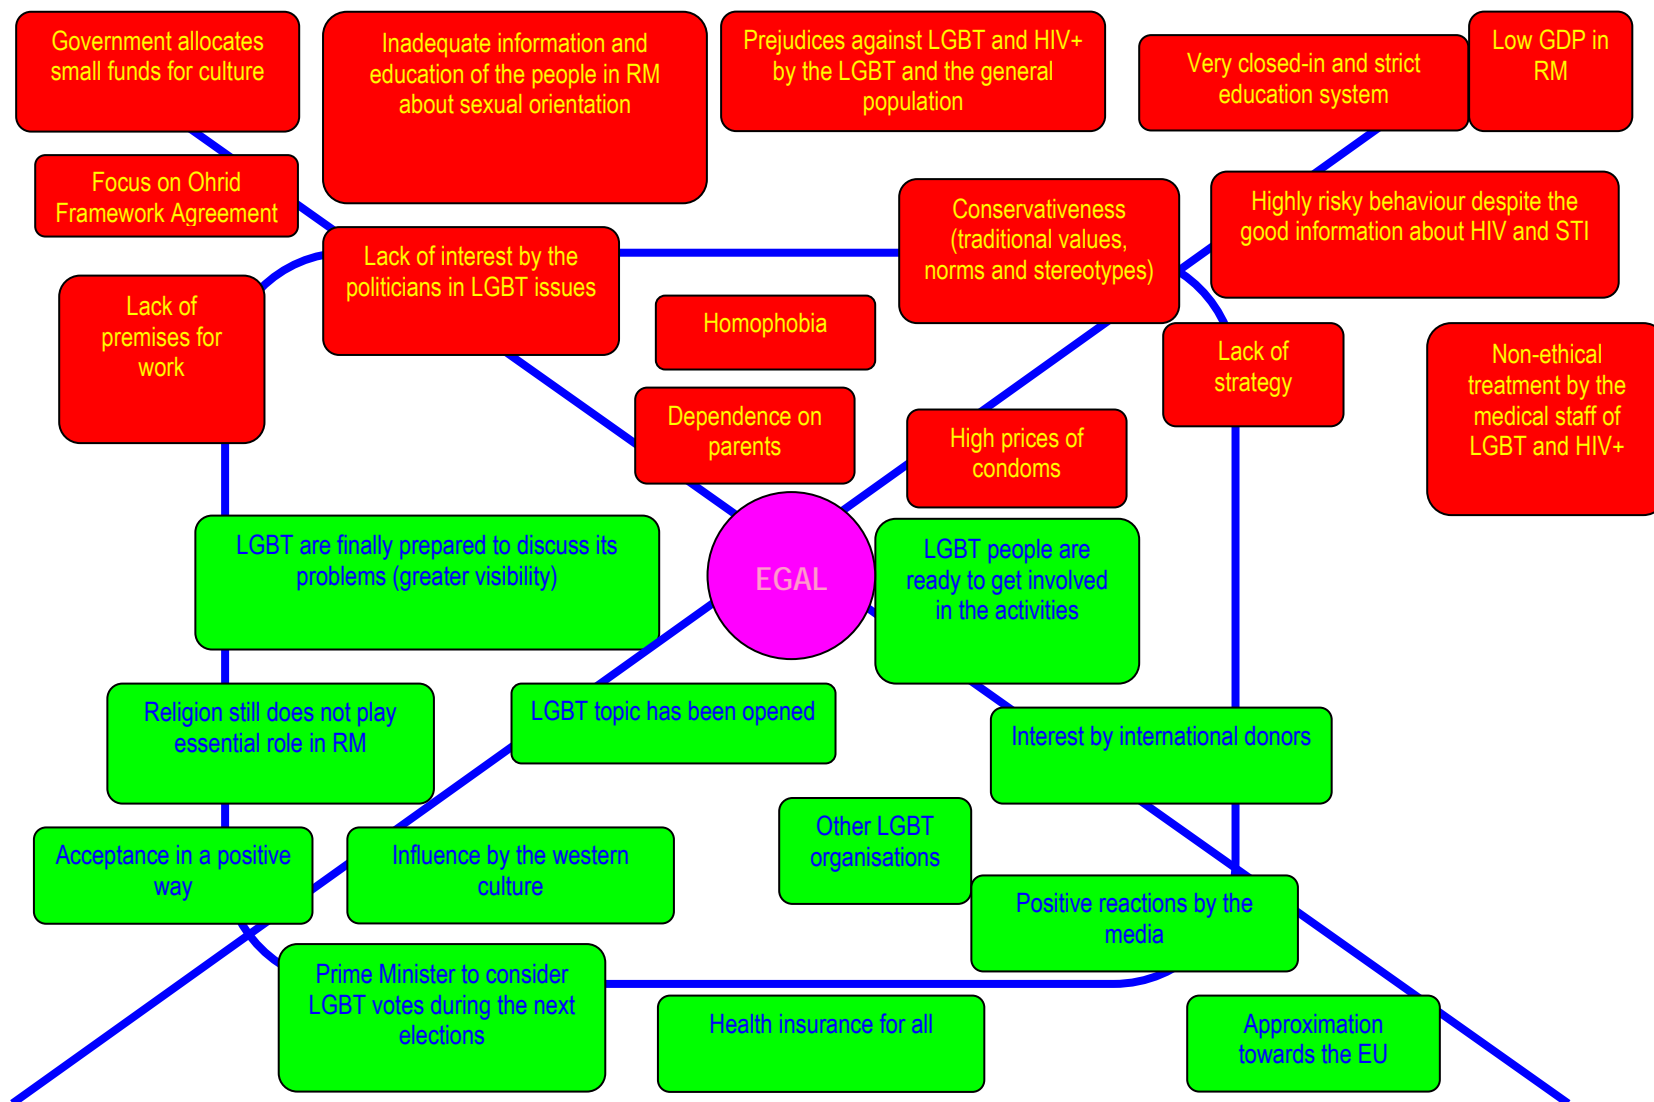 Government allocates
small funds for culture
Inadequate information and
education of the people in RM
about sexual orientation
Prejudices against LGBT and HIV+
by the LGBT and the general
population
Very closed-in and strict
education system
Low GDP in
RM
Focus on Ohrid
Framework Agreement
Lack of interest by the
politicians in LGBT issues
Conservativeness
(traditional values,
norms and stereotypes)
Highly risky behaviour despite the
good information about HIV and STI
Lack of
premises for
work
Homophobia
Lack of
strategy
Non-ethical
treatment by the
medical staff of
LGBT and HIV+
Dependence on
parents
High prices of
condoms
LGBT are finally prepared to discuss its
problems (greater visibility)
EGAL
LGBT people are
ready to get involved
in the activities
Religion still does not play
essential role in RM
LGBT topic has been opened
Interest by international donors
Acceptance in a positive
way
Influence by the western
culture
Other LGBT
organisations
Positive reactions by the
media
Prime Minister to consider
LGBT votes during the next
elections
Health insurance for all
Approximation
towards the EU